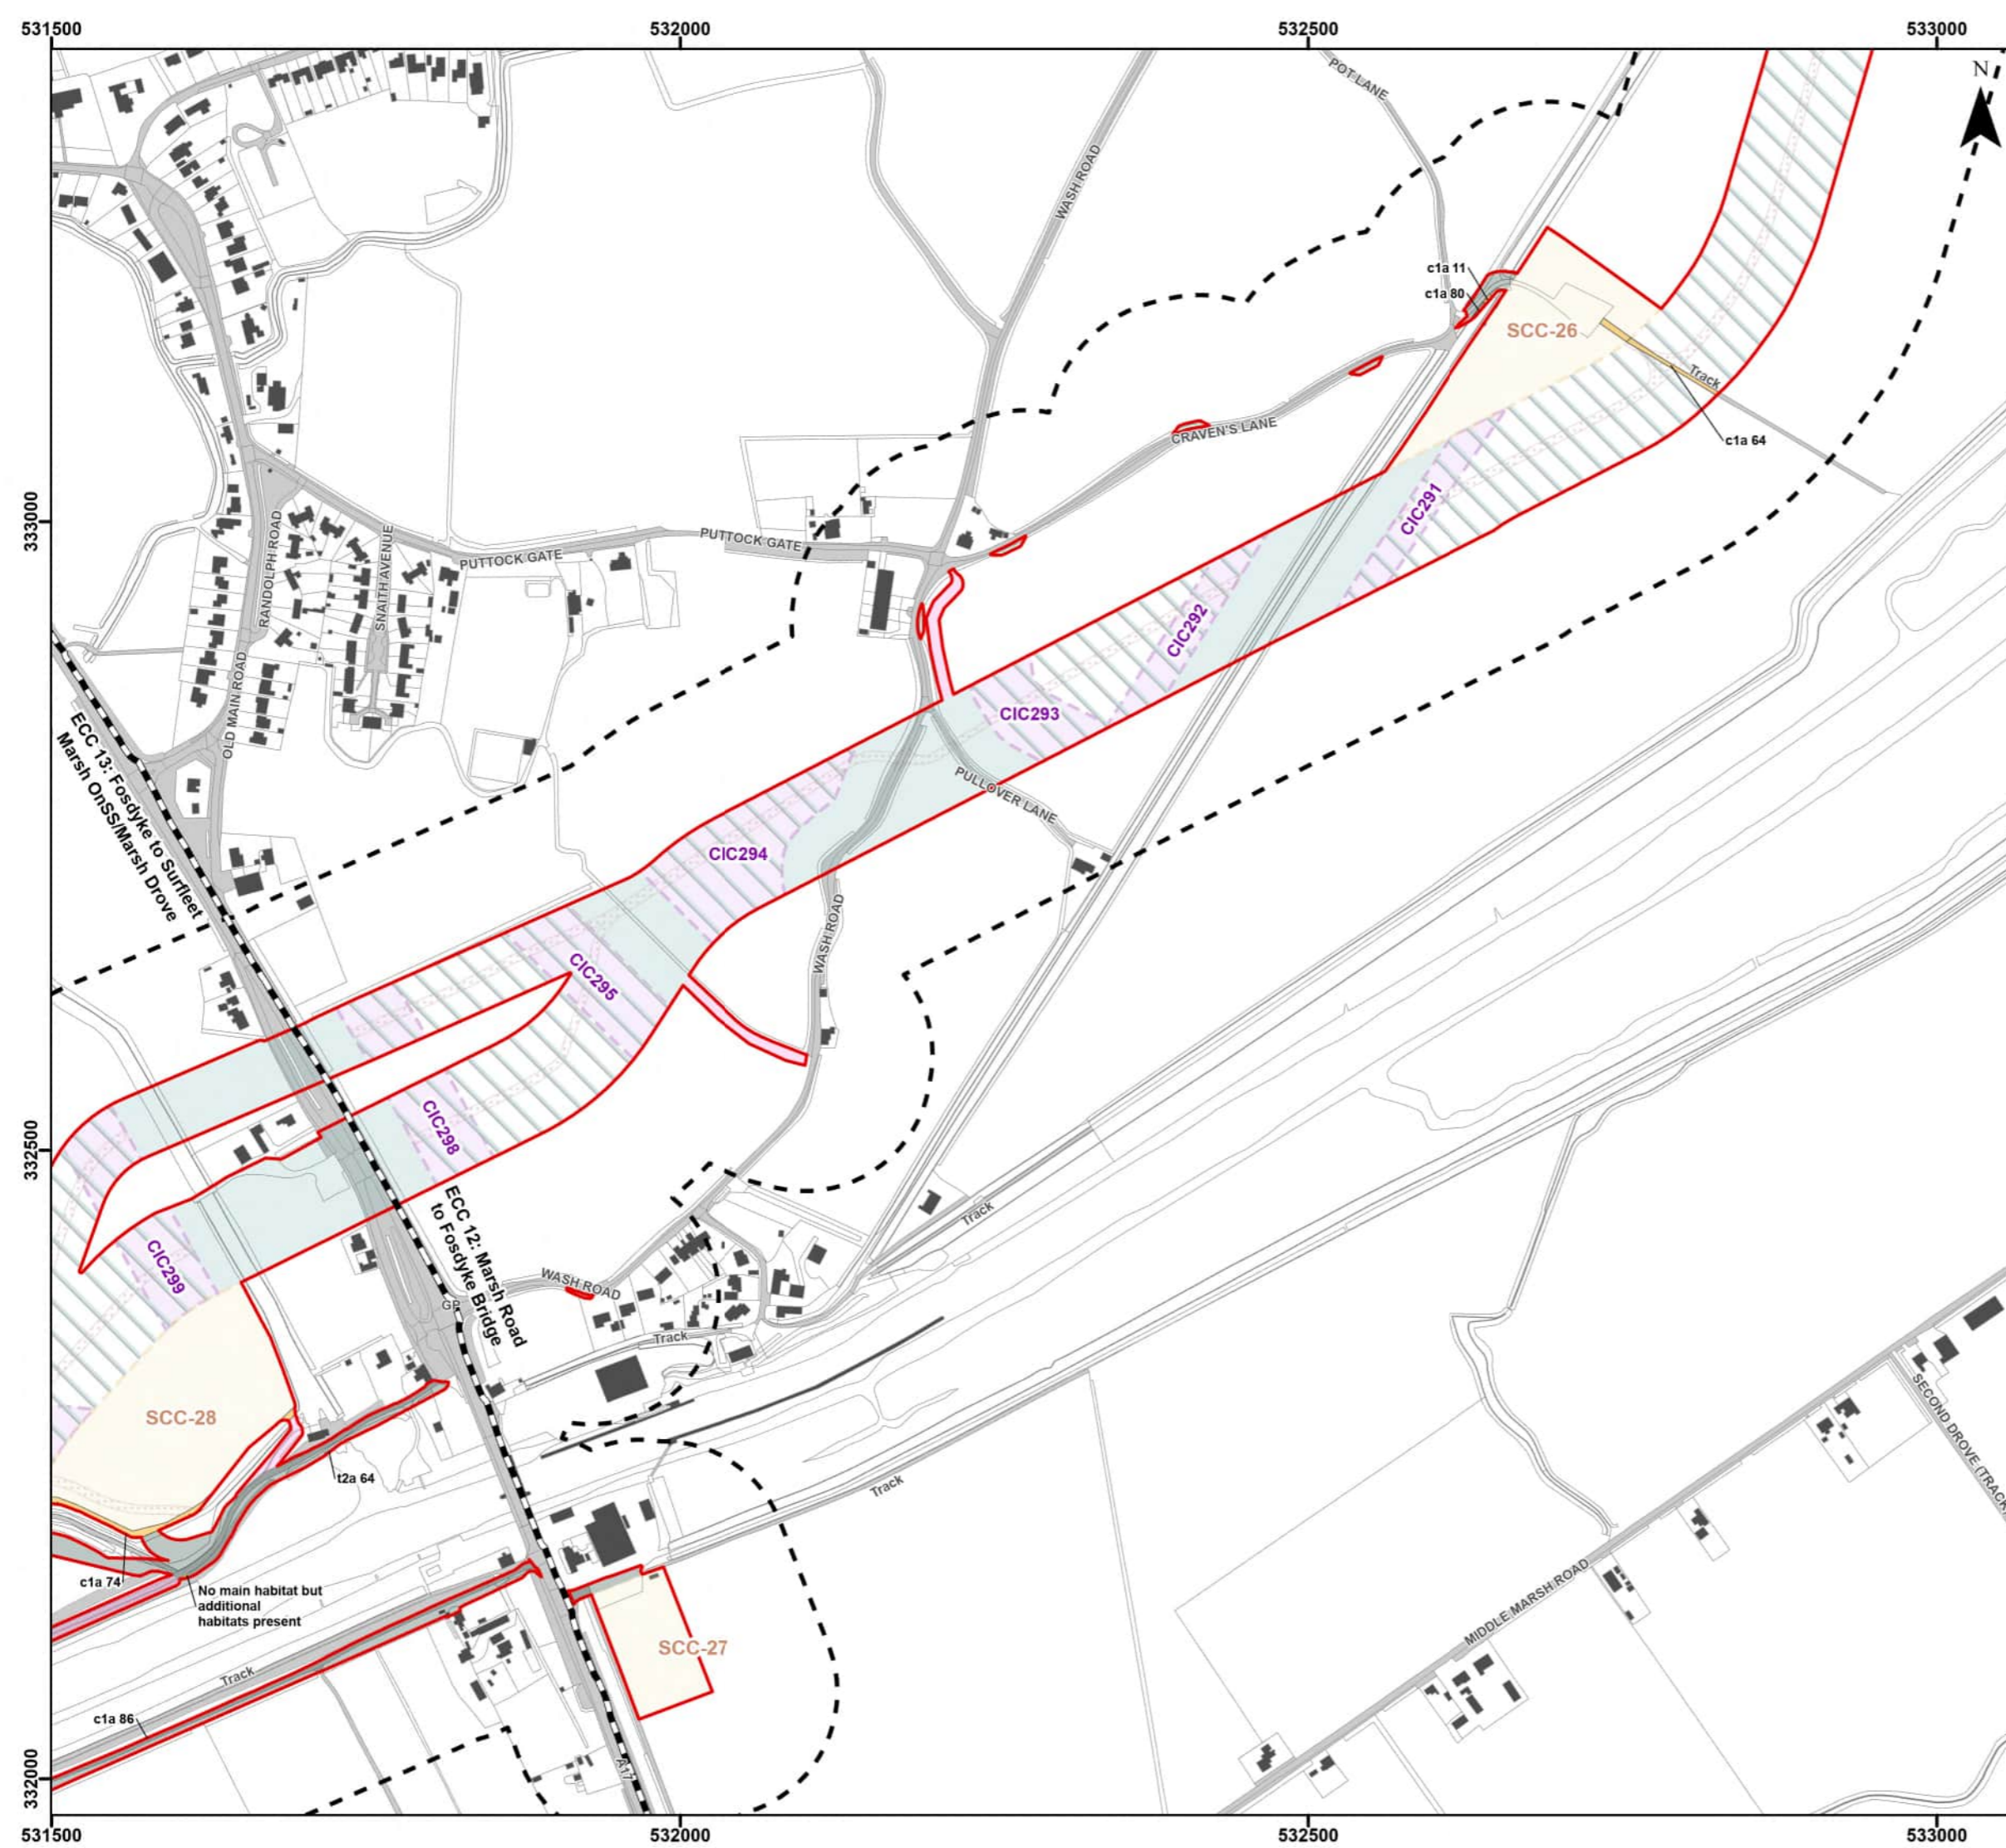 531500
532000
532500
533000
N
POT LANE
WASH ROAD
c1a 11
c1a 80
SCC-26
Track
c1a 64
CRAVEN'S LANE
CIC291
333000
RANDOLPH ROAD
SNAITH AVENUE
PUTTOCK GATE
PUTTOCK GATE
CIC292
OLD MAIN ROAD
CIC293
ECC 13: Fosdyke to Surfleet
Marsh OnSS/Marsh Drove
PULLOVER LANE
CIC294
WASH ROAD
CIC295
CIC298
332500
ECC 12: Marsh Road
to Fosdyke Bridge
Track
CIC299
WASH ROAD
GP
Track
SCC-28
t2a 64
Track
SECOND DROVE (TRACK
c1a 74
No main habitat but
additional
habitats present
MIDDLE MARSH ROAD
SCC-27
Track
c1a 86
A17
332000
531500
532000
532500
533000